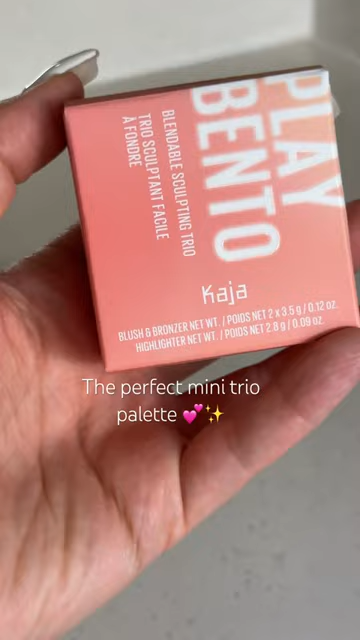 PLAY
BENTO
BLENDABLE SCULPTING TRIO
TRIO SCULPTANT FACILE
À FONDRE
Kaja
BLUSH & BRONZER NET WT. / POIDS NET 2 x 3.5 g / 0.12 oz.
HIGHLIGHTER NET WT. / POIDS NET 2.8 g / 0.09 oz.
The perfect mini trio
palette 💕✨